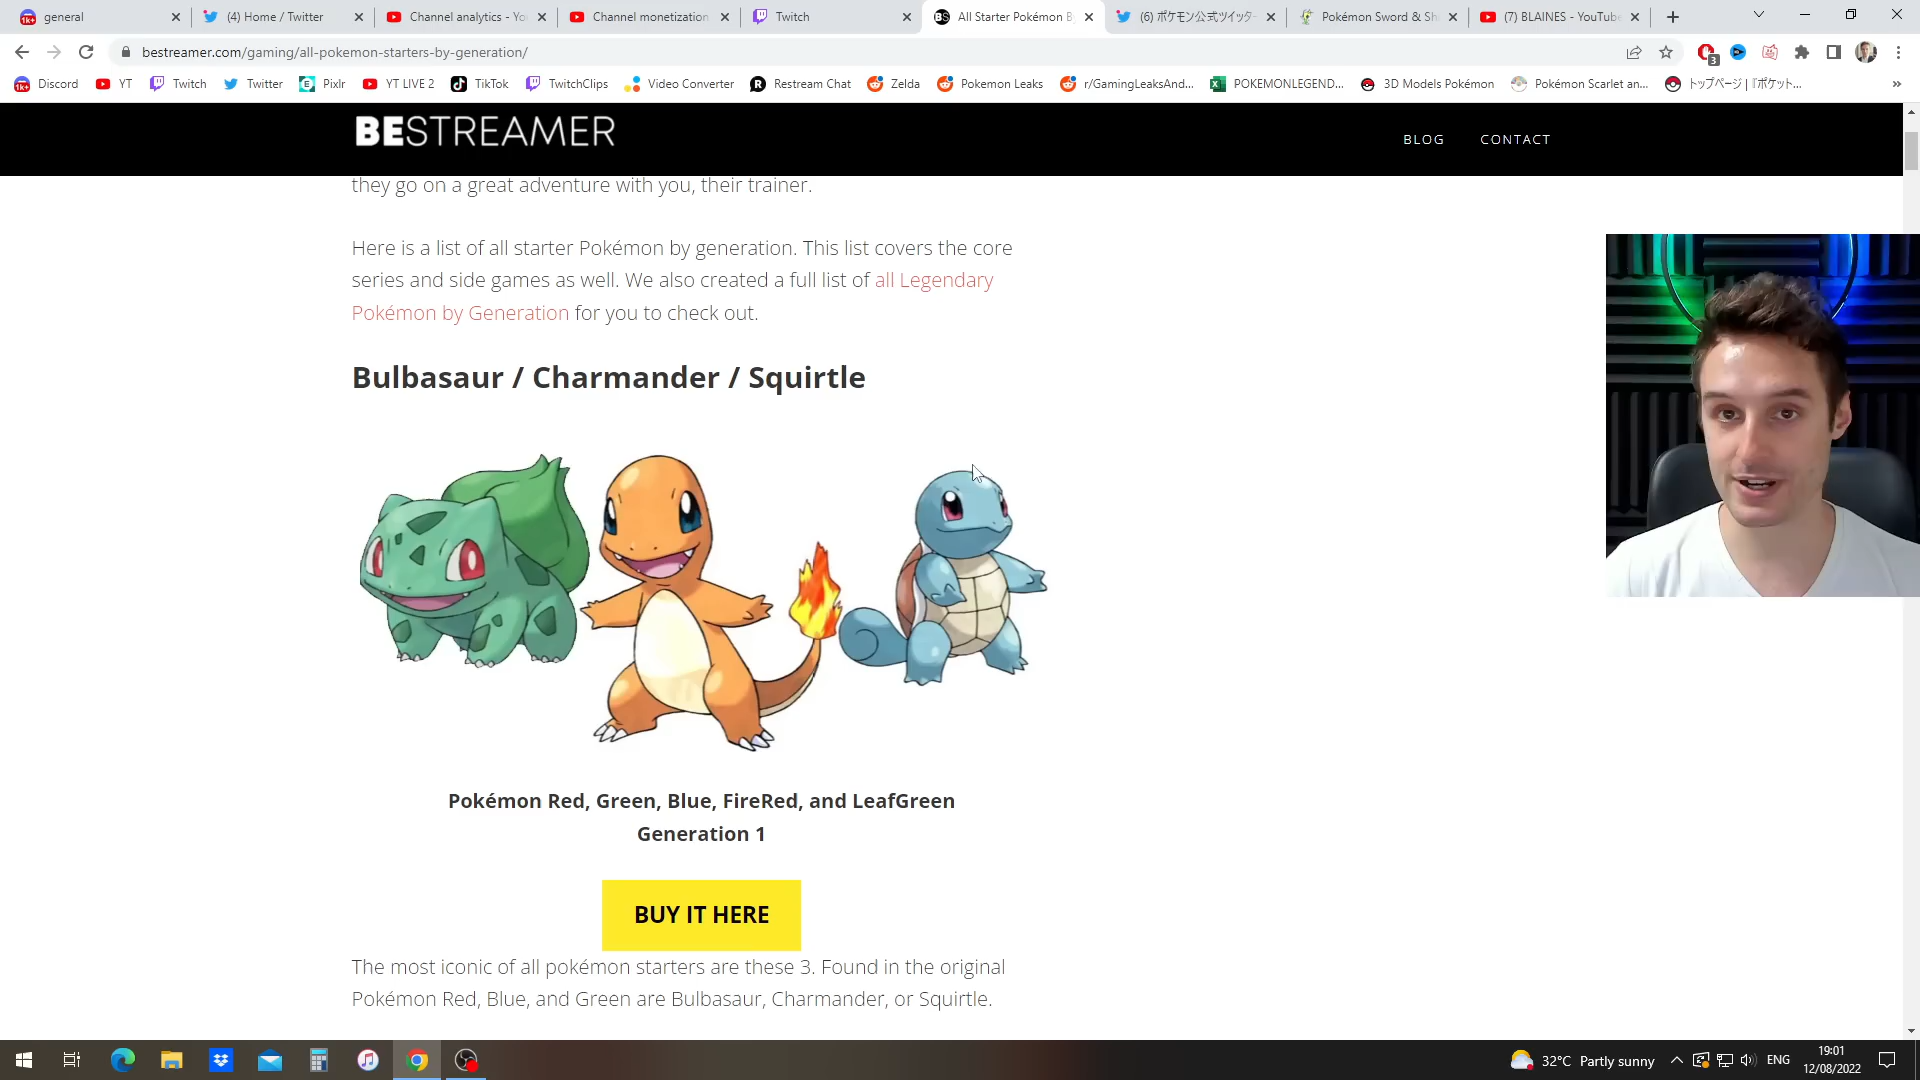 general
(4) Home / Twitter
Channel analytics - Yo
Channel monetization
Twitch
All Starter Pokémon B
(6) ポケモン公式ツイッタ
Pokémon Sword & Sh
(7) BLAINES - YouTube
bestreamer.com/gaming/all-pokemon-starters-by-generation/
3
Discord
YT
Twitch
Twitter
Pixlr
YT LIVE 2
TikTok
TwitchClips
Video Converter
Restream Chat
Zelda
Pokemon Leaks
r/GamingLeaksAnd...
POKEMONLEGEND...
3D Models Pokémon
Pokémon Scarlet an...
トップページ |『ポケット...
BESTREAMER
BLOG
CONTACT
they go on a great adventure with you, their trainer.
Here is a list of all starter Pokémon by generation. This list covers the core
series and side games as well. We also created a full list of all Legendary
Pokémon by Generation for you to check out.
Bulbasaur / Charmander / Squirtle
Pokémon Red, Green, Blue, FireRed, and LeafGreen
Generation 1
BUY IT HERE
The most iconic of all pokémon starters are these 3. Found in the original
Pokémon Red, Blue, and Green are Bulbasaur, Charmander, or Squirtle.
32°C Partly sunny
ENG
19:01
12/08/2022